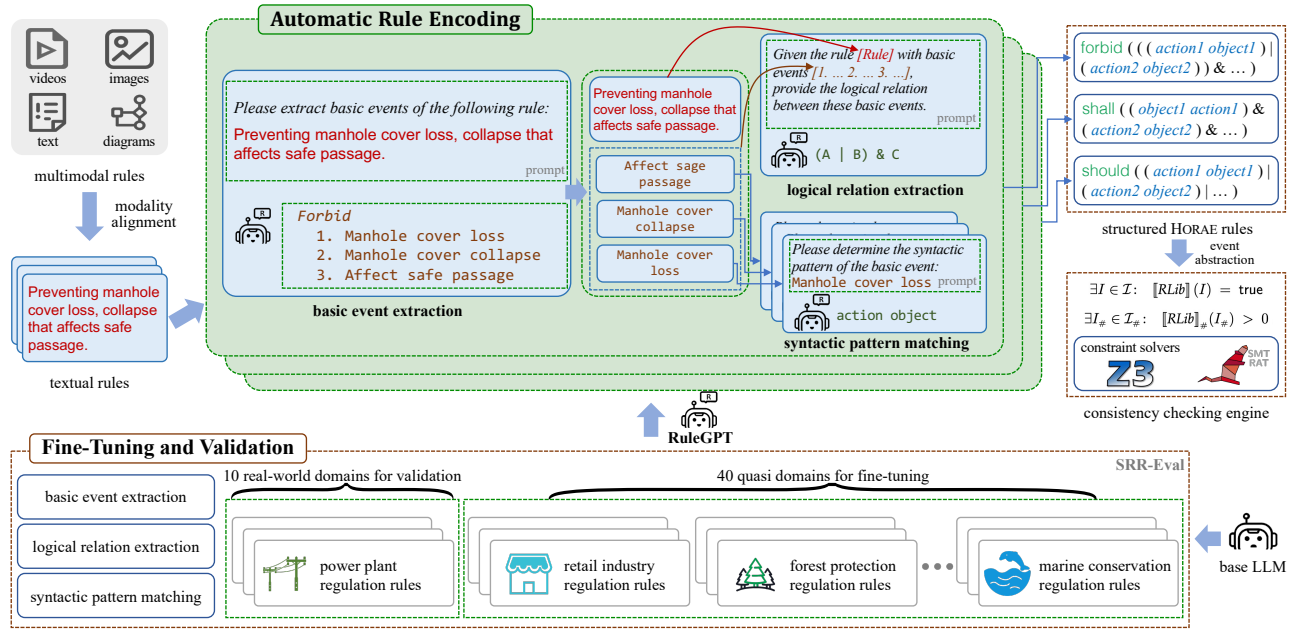 Automatic Rule Encoding
videos
images
text
diagrams
multimodal rules
modality
alignment
Preventing manhole
cover loss, collapse
that affects safe
passage.
textual rules
Please extract basic events of the following rule:
Preventing manhole cover loss, collapse that
affects safe passage.
prompt
R
Forbid
1. Manhole cover loss
2. Manhole cover collapse
3. Affect safe passage
basic event extraction
Preventing manhole
cover loss, collapse that
affects safe passage.
Affect sage
passage
Manhole cover
collapse
Manhole cover
loss
Given the rule [Rule] with basic
events [1. ... 2. ... 3. ...],
provide the logical relation
between these basic events.
prompt
R
(A | B) & C
logical relation extraction
Please determine the syntactic
pattern of the basic event:
Manhole cover loss
prompt
R
action object
syntactic pattern matching
forbid ( ( ( action1 object1 ) |
( action2 object2 ) ) & … )
shall ( ( object1 action1 ) &
( action2 object2 ) & … )
should ( ( action1 object1 ) |
( action2 object2 ) | … )
structured HORAE rules
event
abstraction
∃I ∈ ℐ: ⟦RLib⟧(I) = true
∃I# ∈ ℐ#: ⟦RLib⟧#(I#) > 0
constraint solvers
Z3
SMT
RAT
consistency checking engine
R
RuleGPT
Fine-Tuning and Validation
SRR-Eval
basic event extraction
logical relation extraction
syntactic pattern matching
10 real-world domains for validation
40 quasi domains for fine-tuning
power plant
regulation rules
retail industry
regulation rules
forest protection
regulation rules
marine conservation
regulation rules
base LLM